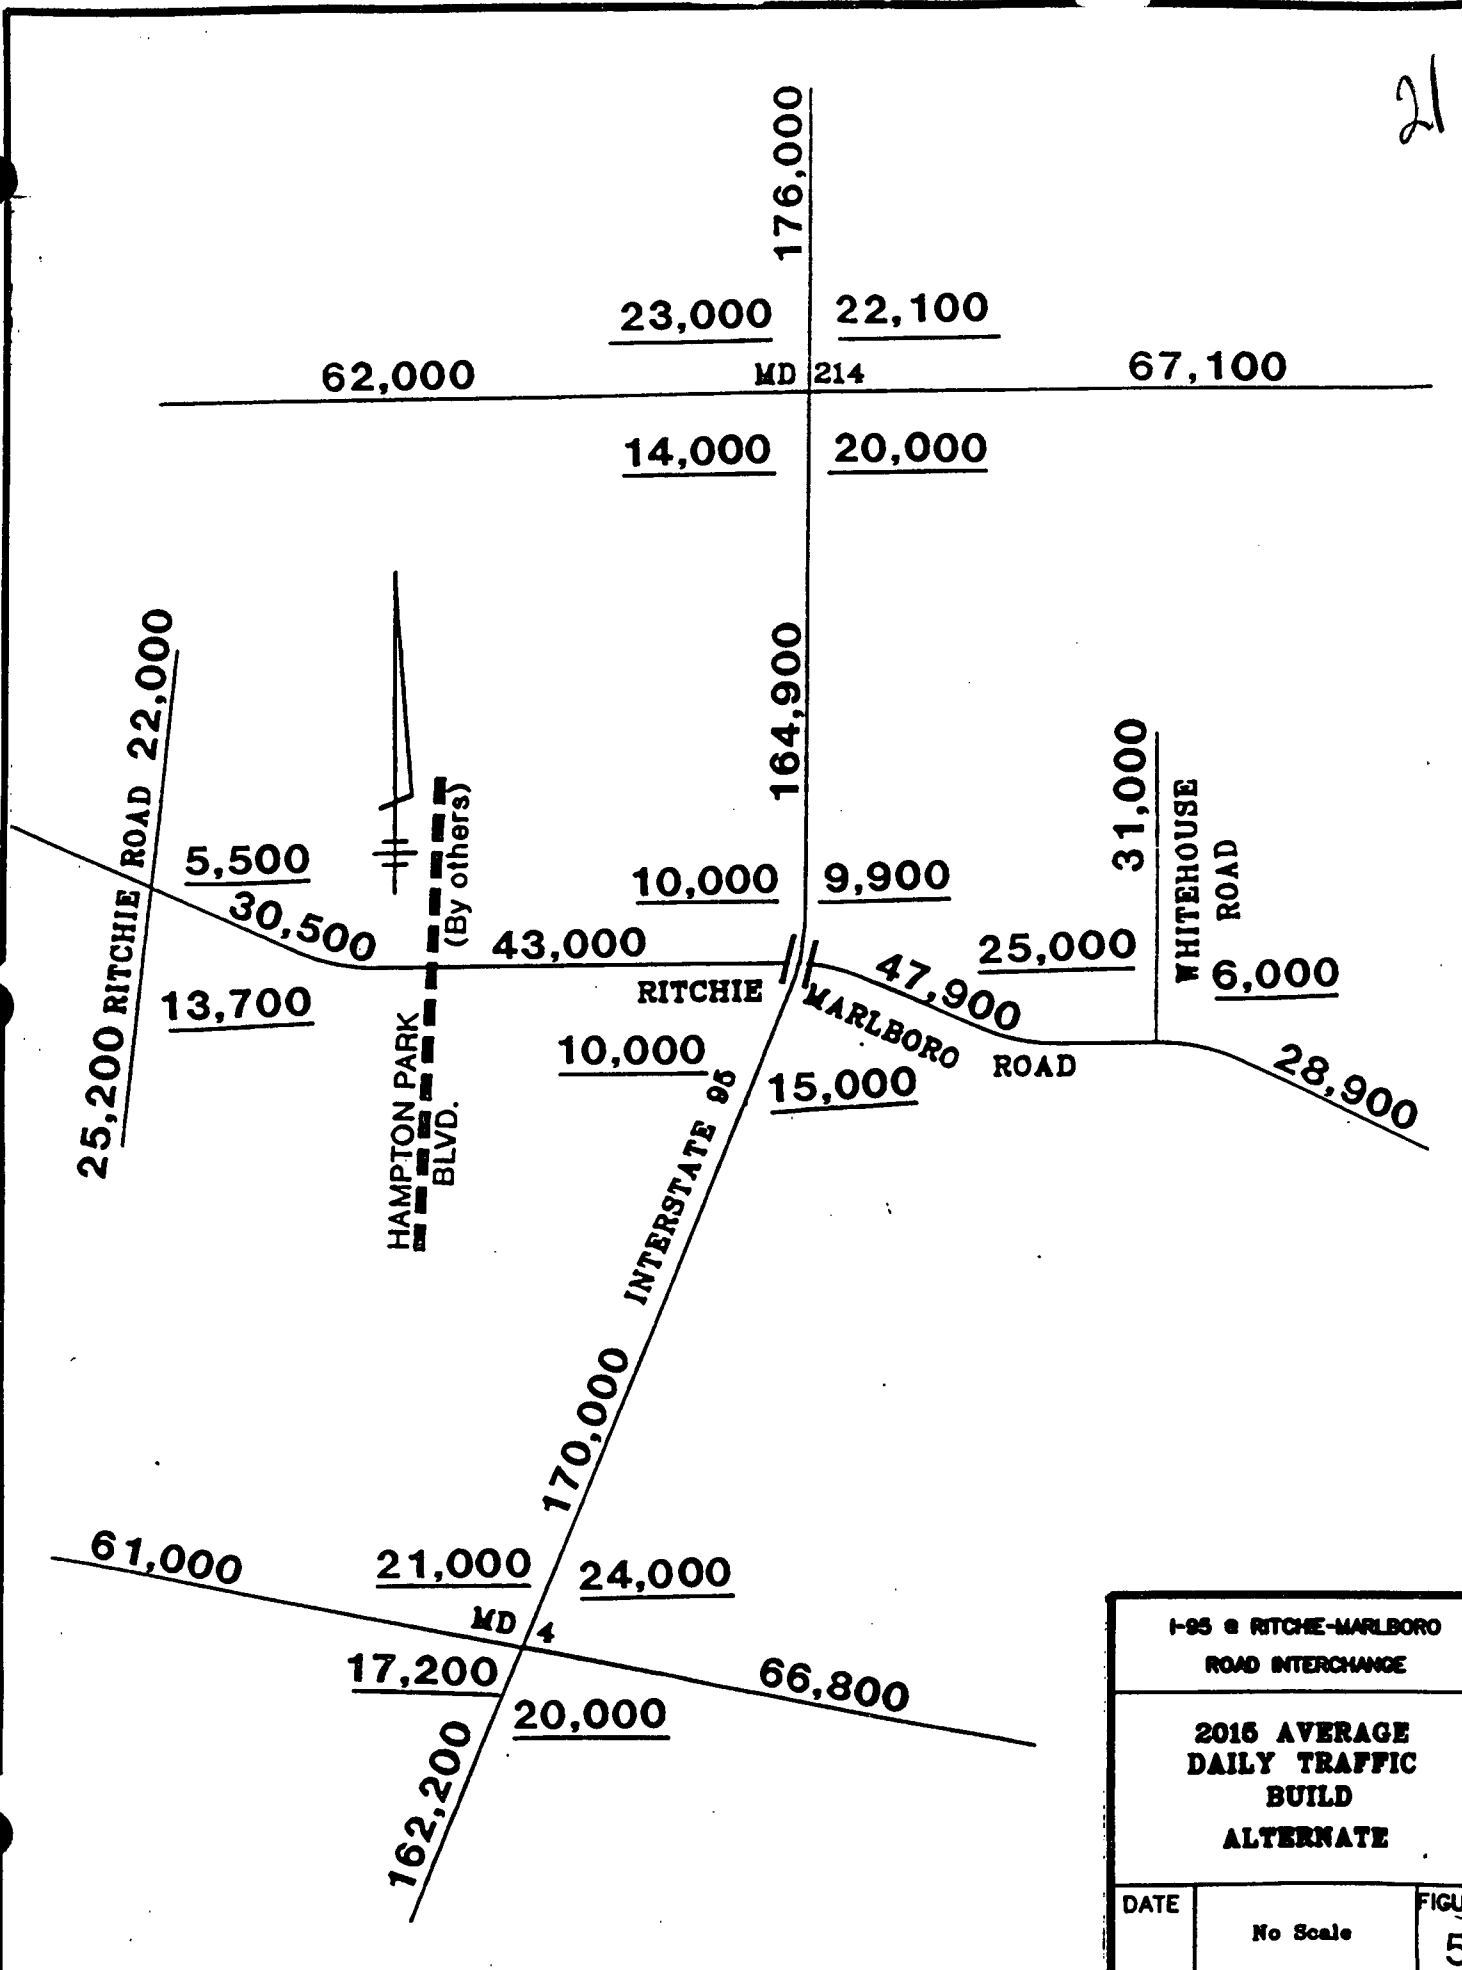 21
176,000
23,000 22,100
62,000 MD 214 67,100
14,000 20,000
164,900
RITCHIE ROAD 22,000
25,200
5,500
30,500
13,700
HAMPTON PARK
BLVD.
(By others)
43,000
10,000 9,900
RITCHIE MARLBORO ROAD
47,900
25,000
31,000
WHITEHOUSE
ROAD
6,000
28,900
10,000
15,000
INTERSTATE 95
170,000
61,000
21,000 24,000
MD 4
17,200
66,800
20,000
162,200
I-95 @ RITCHIE-MARLBORO
ROAD INTERCHANGE
2015 AVERAGE
DAILY TRAFFIC
BUILD
ALTERNATE
DATE
No Scale
FIGU
5